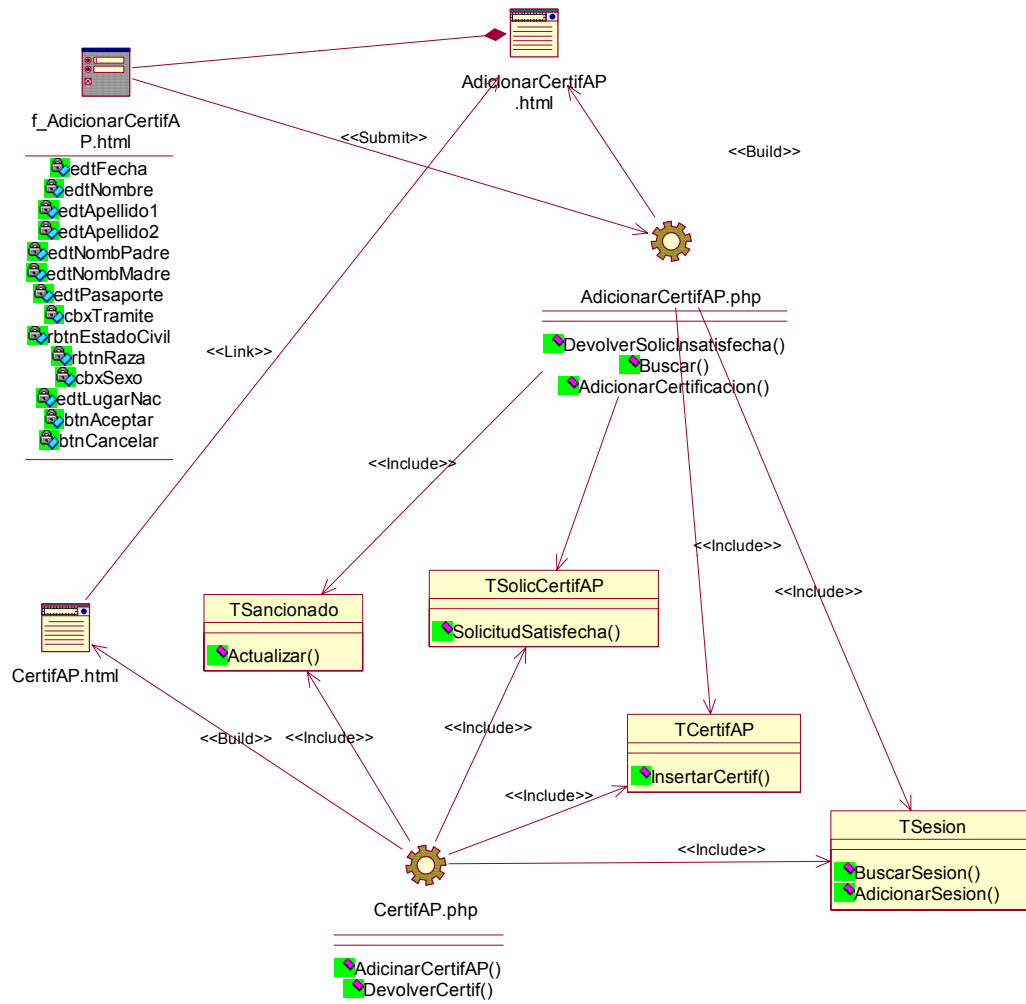 AdicionarCertifAP
.html
f_AdicionarCertifA
P.html
edtFecha
edtNombre
edtApellido1
edtApellido2
edtNombPadre
edtNombMadre
edtPasaporte
cbxTramite
rbtnEstadoCivil
rbtnRaza
cbxSexo
edtLugarNac
btnAceptar
btnCancelar
<<Submit>>
<<Build>>
AdicionarCertifAP.php
DevolverSolicInsatisfecha()
Buscar()
AdicionarCertificacion()
<<Link>>
<<Include>>
<<Include>>
<<Include>>
TSancionado
Actualizar()
TSolicCertifAP
SolicitudSatisfecha()
CertifAP.html
TCertifAP
InsertarCertif()
<<Build>>
<<Include>>
<<Include>>
<<Include>>
<<Include>>
TSesion
BuscarSesion()
AdicionarSesion()
CertifAP.php
AdicinarCertifAP()
DevolverCertif()